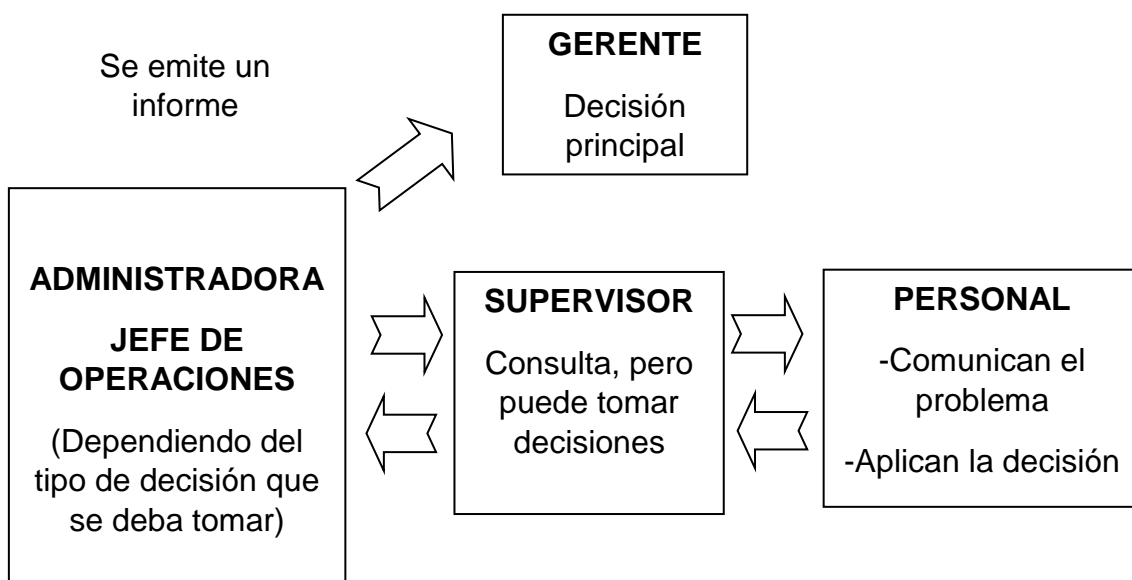 Se emite un
informe
GERENTE
Decisión
principal
ADMINISTRADORA
JEFE DE
OPERACIONES
(Dependiendo del
tipo de decisión que
se deba tomar)
SUPERVISOR
Consulta, pero
puede tomar
decisiones
PERSONAL
-Comunican el
problema
-Aplican la decisión